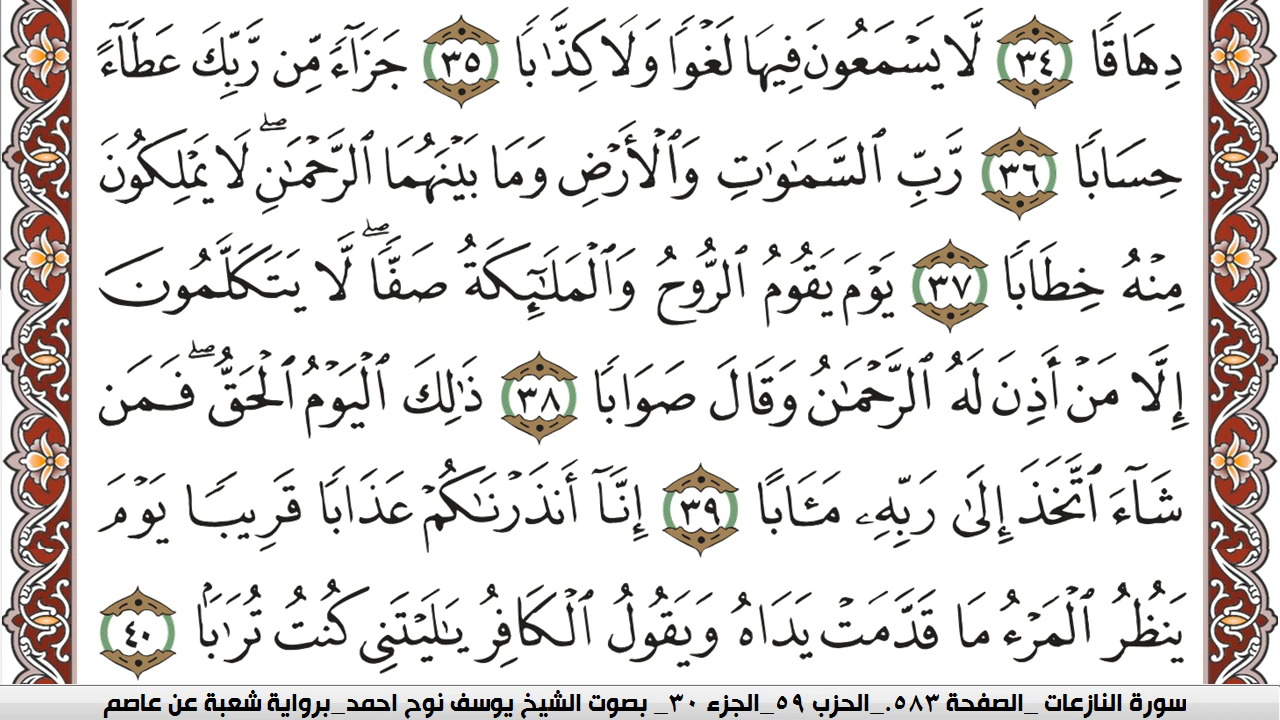 دِهَاقًا ٣٤ لَّا يَسْمَعُونَ فِيهَا لَغْوًا وَلَا كِذَّٰبًا ٣٥ جَزَآءً مِّن رَّبِّكَ عَطَآءً
حِسَابًا ٣٦ رَّبِّ ٱلسَّمَٰوَٰتِ وَٱلْأَرْضِ وَمَا بَيْنَهُمَا ٱلرَّحْمَٰنِۖ لَا يَمْلِكُونَ
مِنْهُ خِطَابًا ٣٧ يَوْمَ يَقُومُ ٱلرُّوحُ وَٱلْمَلَٰٓئِكَةُ صَفًّاۖ لَّا يَتَكَلَّمُونَ
إِلَّا مَنْ أَذِنَ لَهُ ٱلرَّحْمَٰنُ وَقَالَ صَوَابًا ٣٨ ذَٰلِكَ ٱلْيَوْمُ ٱلْحَقُّۖ فَمَن
شَآءَ ٱتَّخَذَ إِلَىٰ رَبِّهِۦ مَـَٔابًا ٣٩ إِنَّآ أَنذَرْنَٰكُمْ عَذَابًا قَرِيبًا يَوْمَ
يَنظُرُ ٱلْمَرْءُ مَا قَدَّمَتْ يَدَاهُ وَيَقُولُ ٱلْكَافِرُ يَٰلَيْتَنِى كُنتُ تُرَٰبًۢا ٤٠
سورة النازعات _الصفحة ٥٨٣._الحزب ٥٩_الجزء ٣٠_ بصوت الشيخ يوسف نوح احمد_برواية شعبة عن عاصم